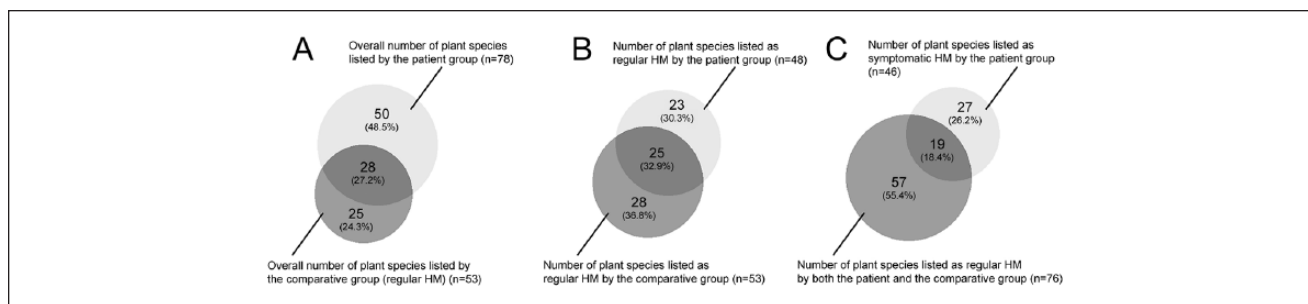 A
Overall number of plant species
listed by the patient group (n=78)
50
(48.5%)
28
(27.2%)
25
(24.3%)
Overall number of plant species listed by
the comparative group (regular HM) (n=53)
B
Number of plant species listed as
regular HM by the patient group (n=48)
23
(30.3%)
25
(32.9%)
28
(36.8%)
Number of plant species listed as
regular HM by the comparative group (n=53)
C
Number of plant species listed as
symptomatic HM by the patient group
(n=46)
27
(26.2%)
19
(18.4%)
57
(55.4%)
Number of plant species listed as regular HM
by both the patient and the comparative group (n=76)